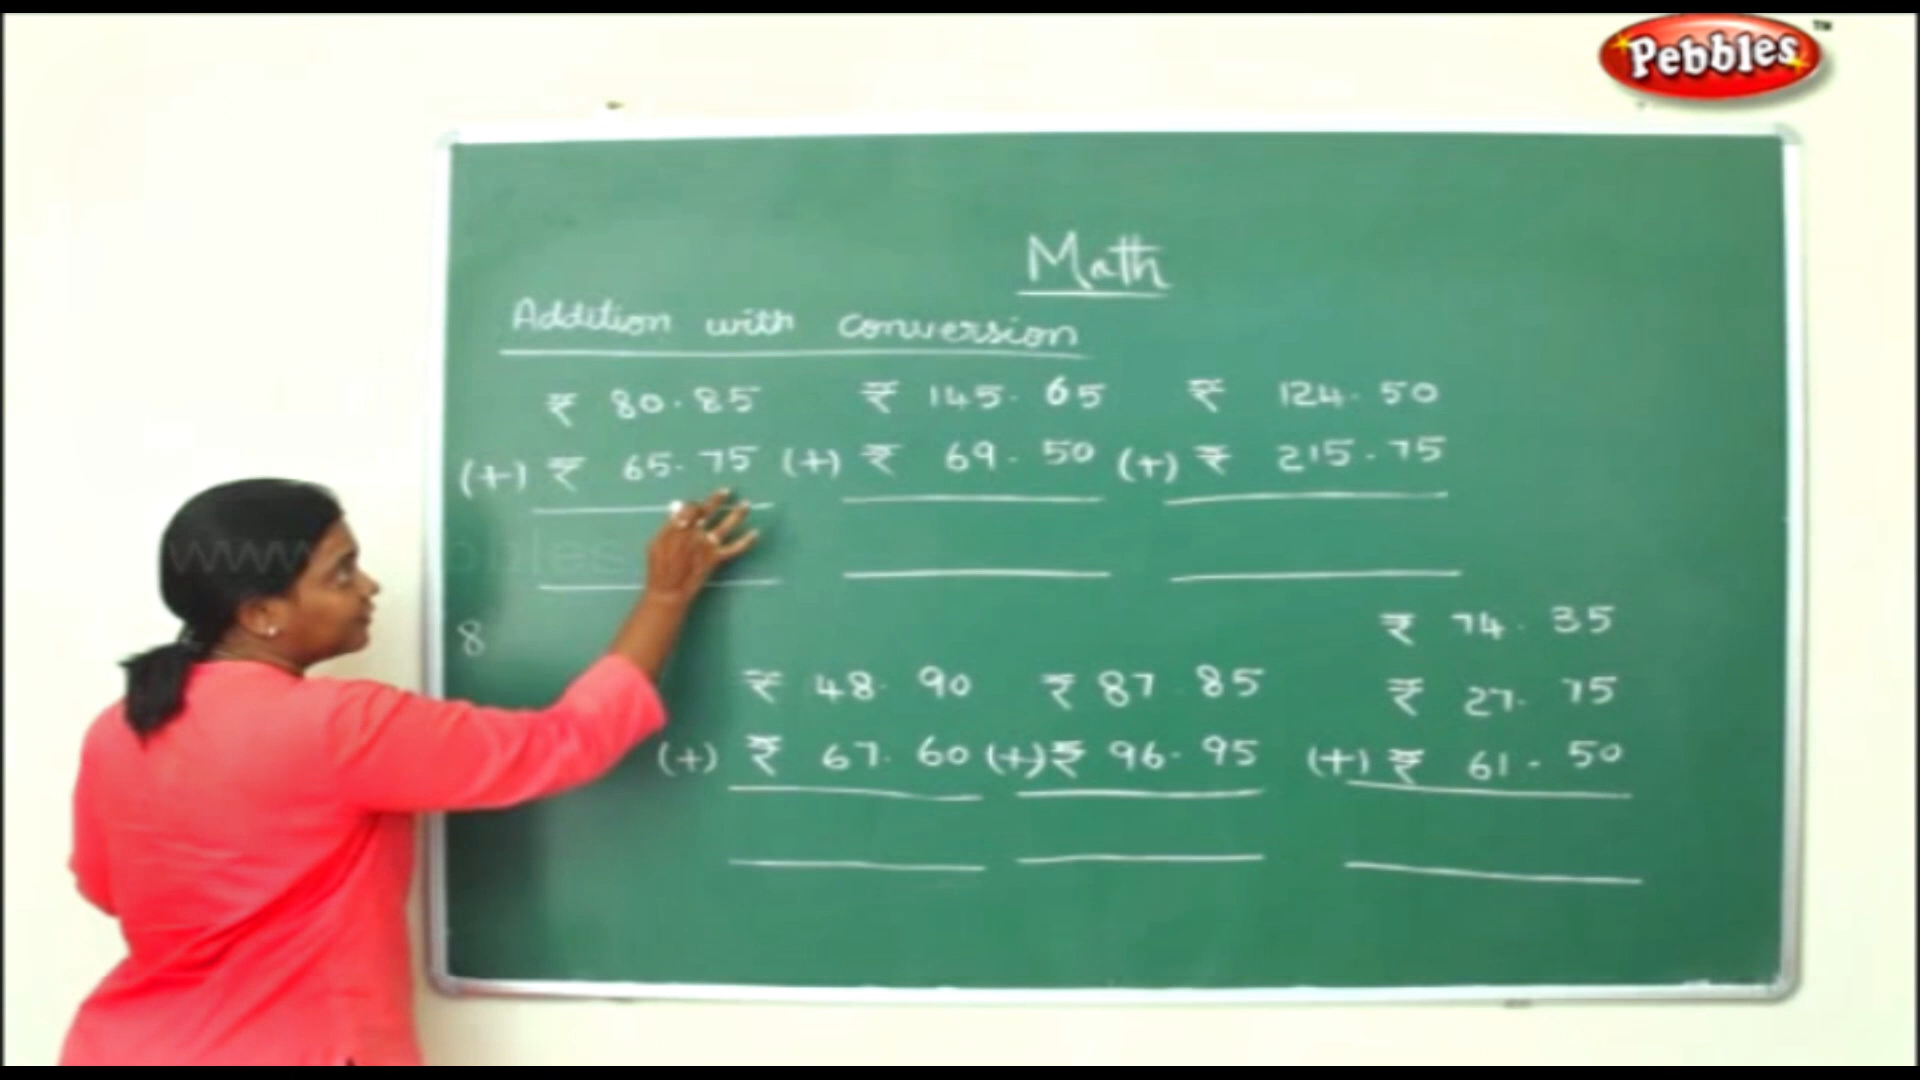 Pebbles™
Math
Addition with conversion
₹ 80.85 ₹ 145.65 ₹ 124.50
(+) ₹ 65.75 (+) ₹ 69.50 (+) ₹ 215.75
8
₹ 74.35
₹ 48.90 ₹ 87.85 ₹ 27.75
(+) ₹ 67.60 (+) ₹ 96.95 (+) ₹ 61.50